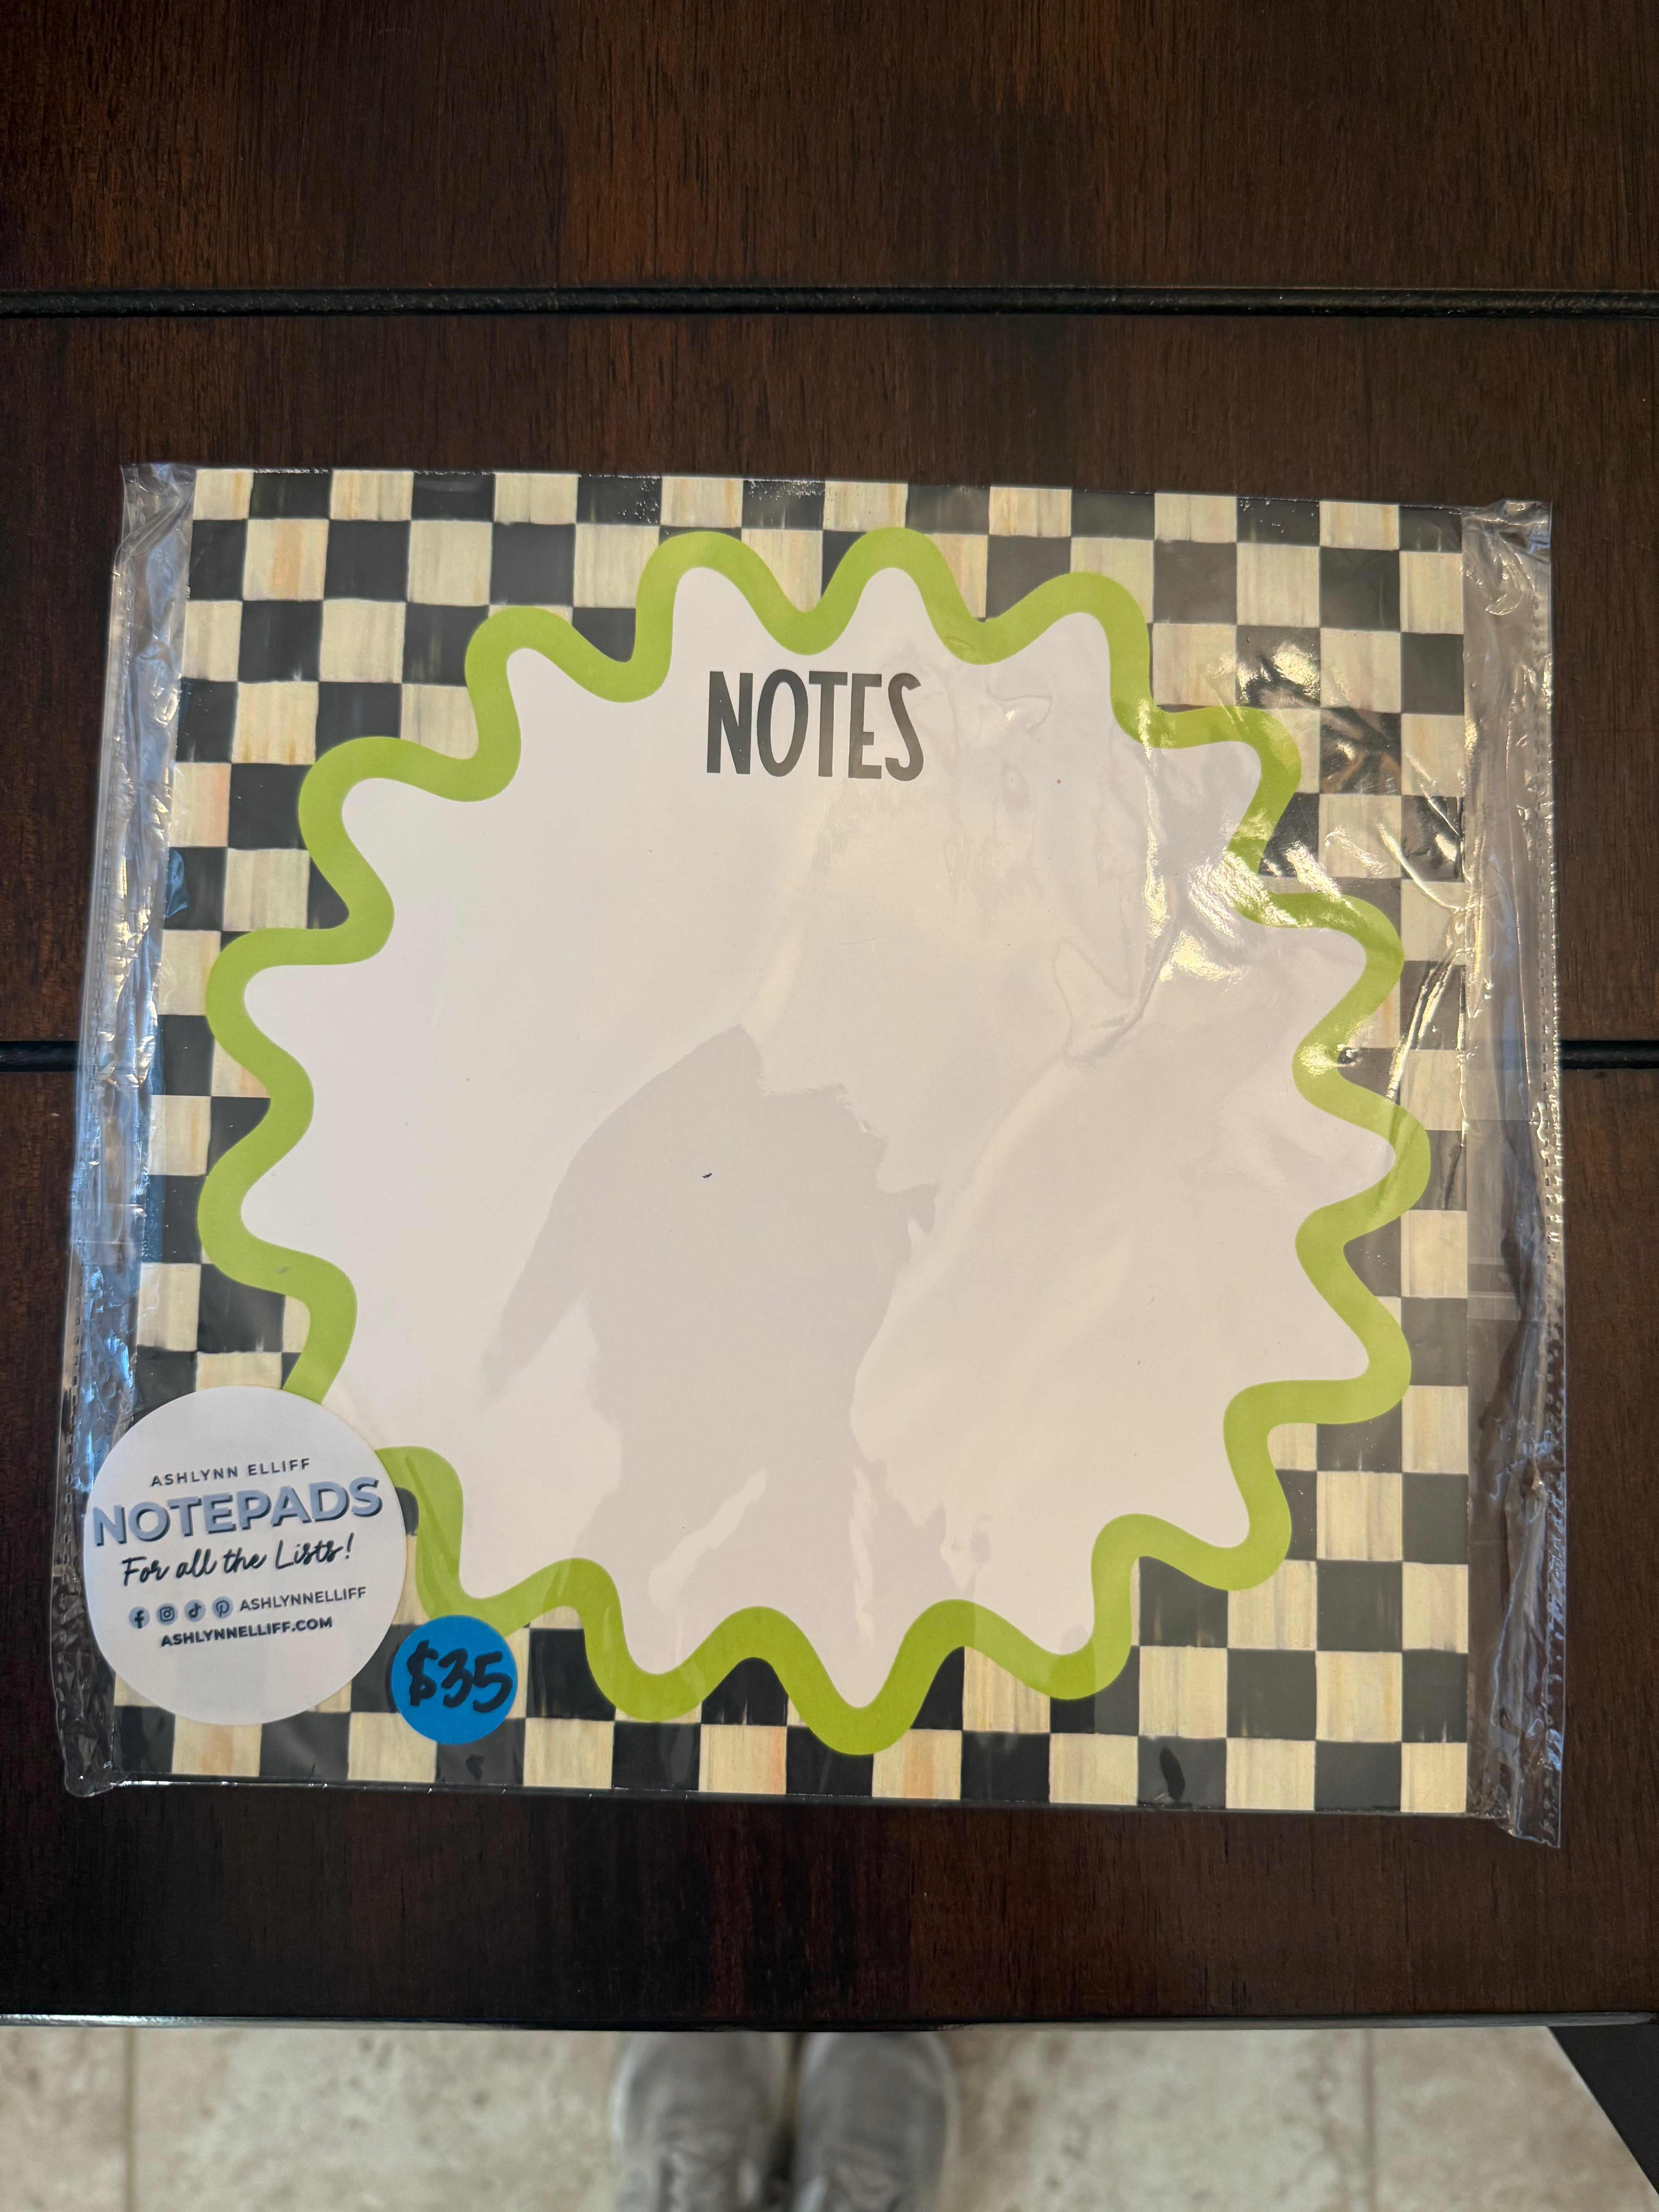 NOTES
ASHLYNN ELLIFF
NOTEPADS
For all the Lists!
ASHLYNNELLIFF
ASHLYNNELLIFF.COM
$35